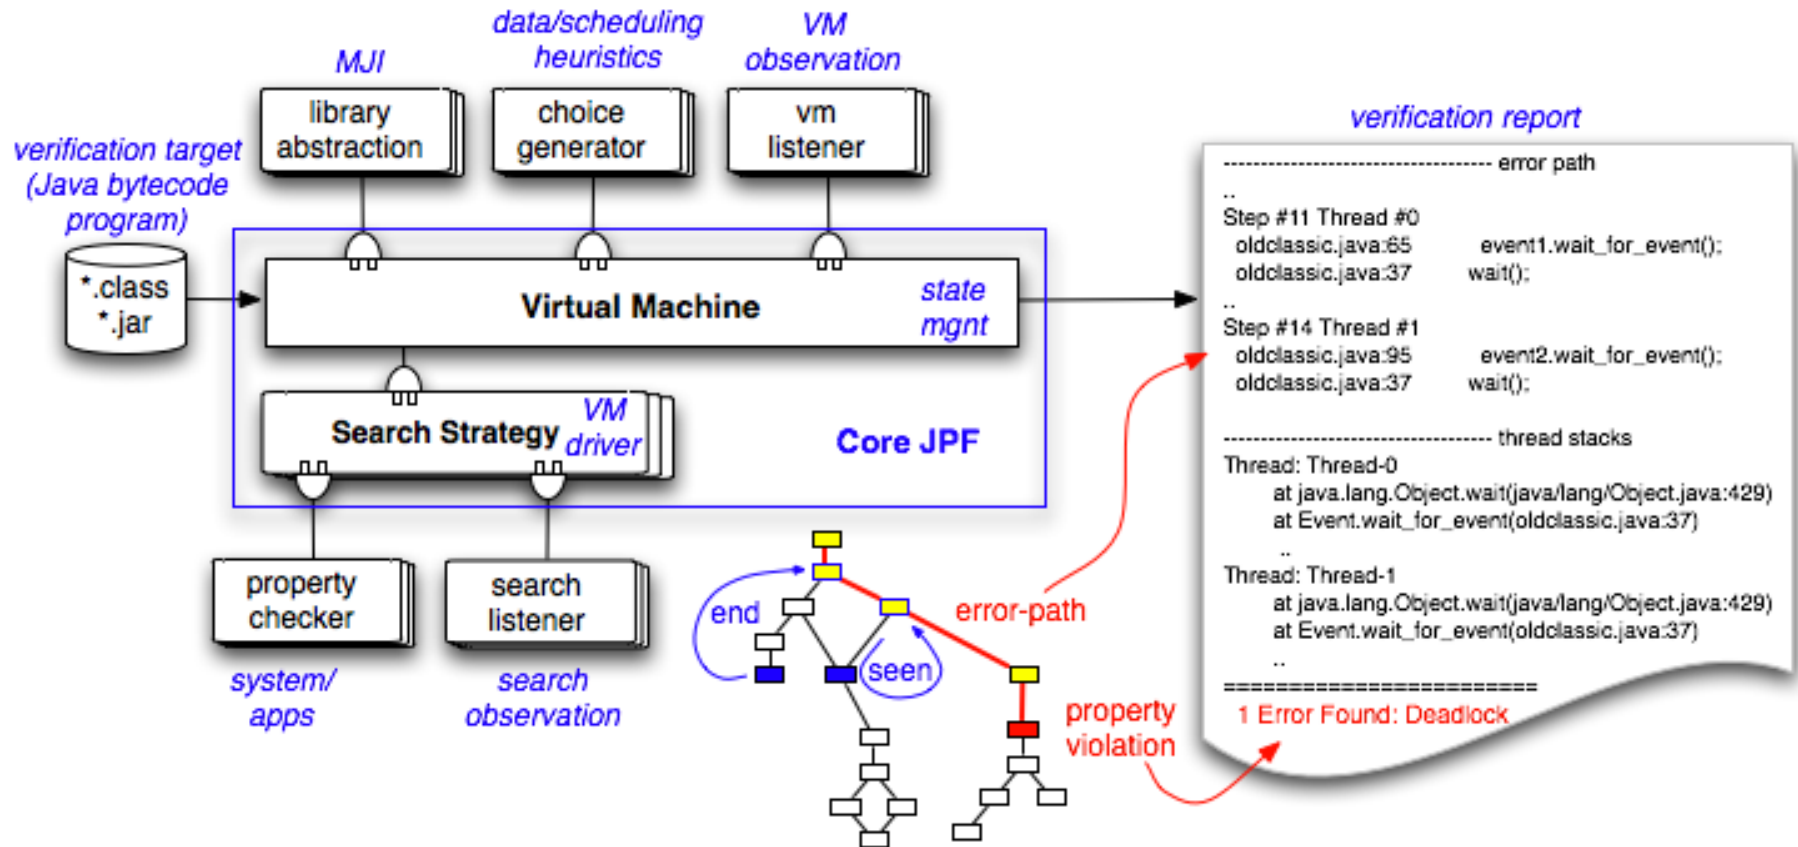 data/scheduling
heuristics
VM
observation
MJI
library
abstraction
choice
generator
vm
listener
verification target
(Java bytecode
program)
*.class
*.jar
Virtual Machine
state
mgnt
Search Strategy
VM
driver
Core JPF
property
checker
search
listener
system/
apps
search
observation
end
seen
error-path
property
violation
verification report
------------------------------------ error path
..
Step #11 Thread #0
oldclassic.java:65 event1.wait_for_event();
oldclassic.java:37 wait();
..
Step #14 Thread #1
oldclassic.java:95 event2.wait_for_event();
oldclassic.java:37 wait();
------------------------------------ thread stacks
Thread: Thread-0
at java.lang.Object.wait(java/lang/Object.java:429)
at Event.wait_for_event(oldclassic.java:37)
..
Thread: Thread-1
at java.lang.Object.wait(java/lang/Object.java:429)
at Event.wait_for_event(oldclassic.java:37)
..
========================
1 Error Found: Deadlock